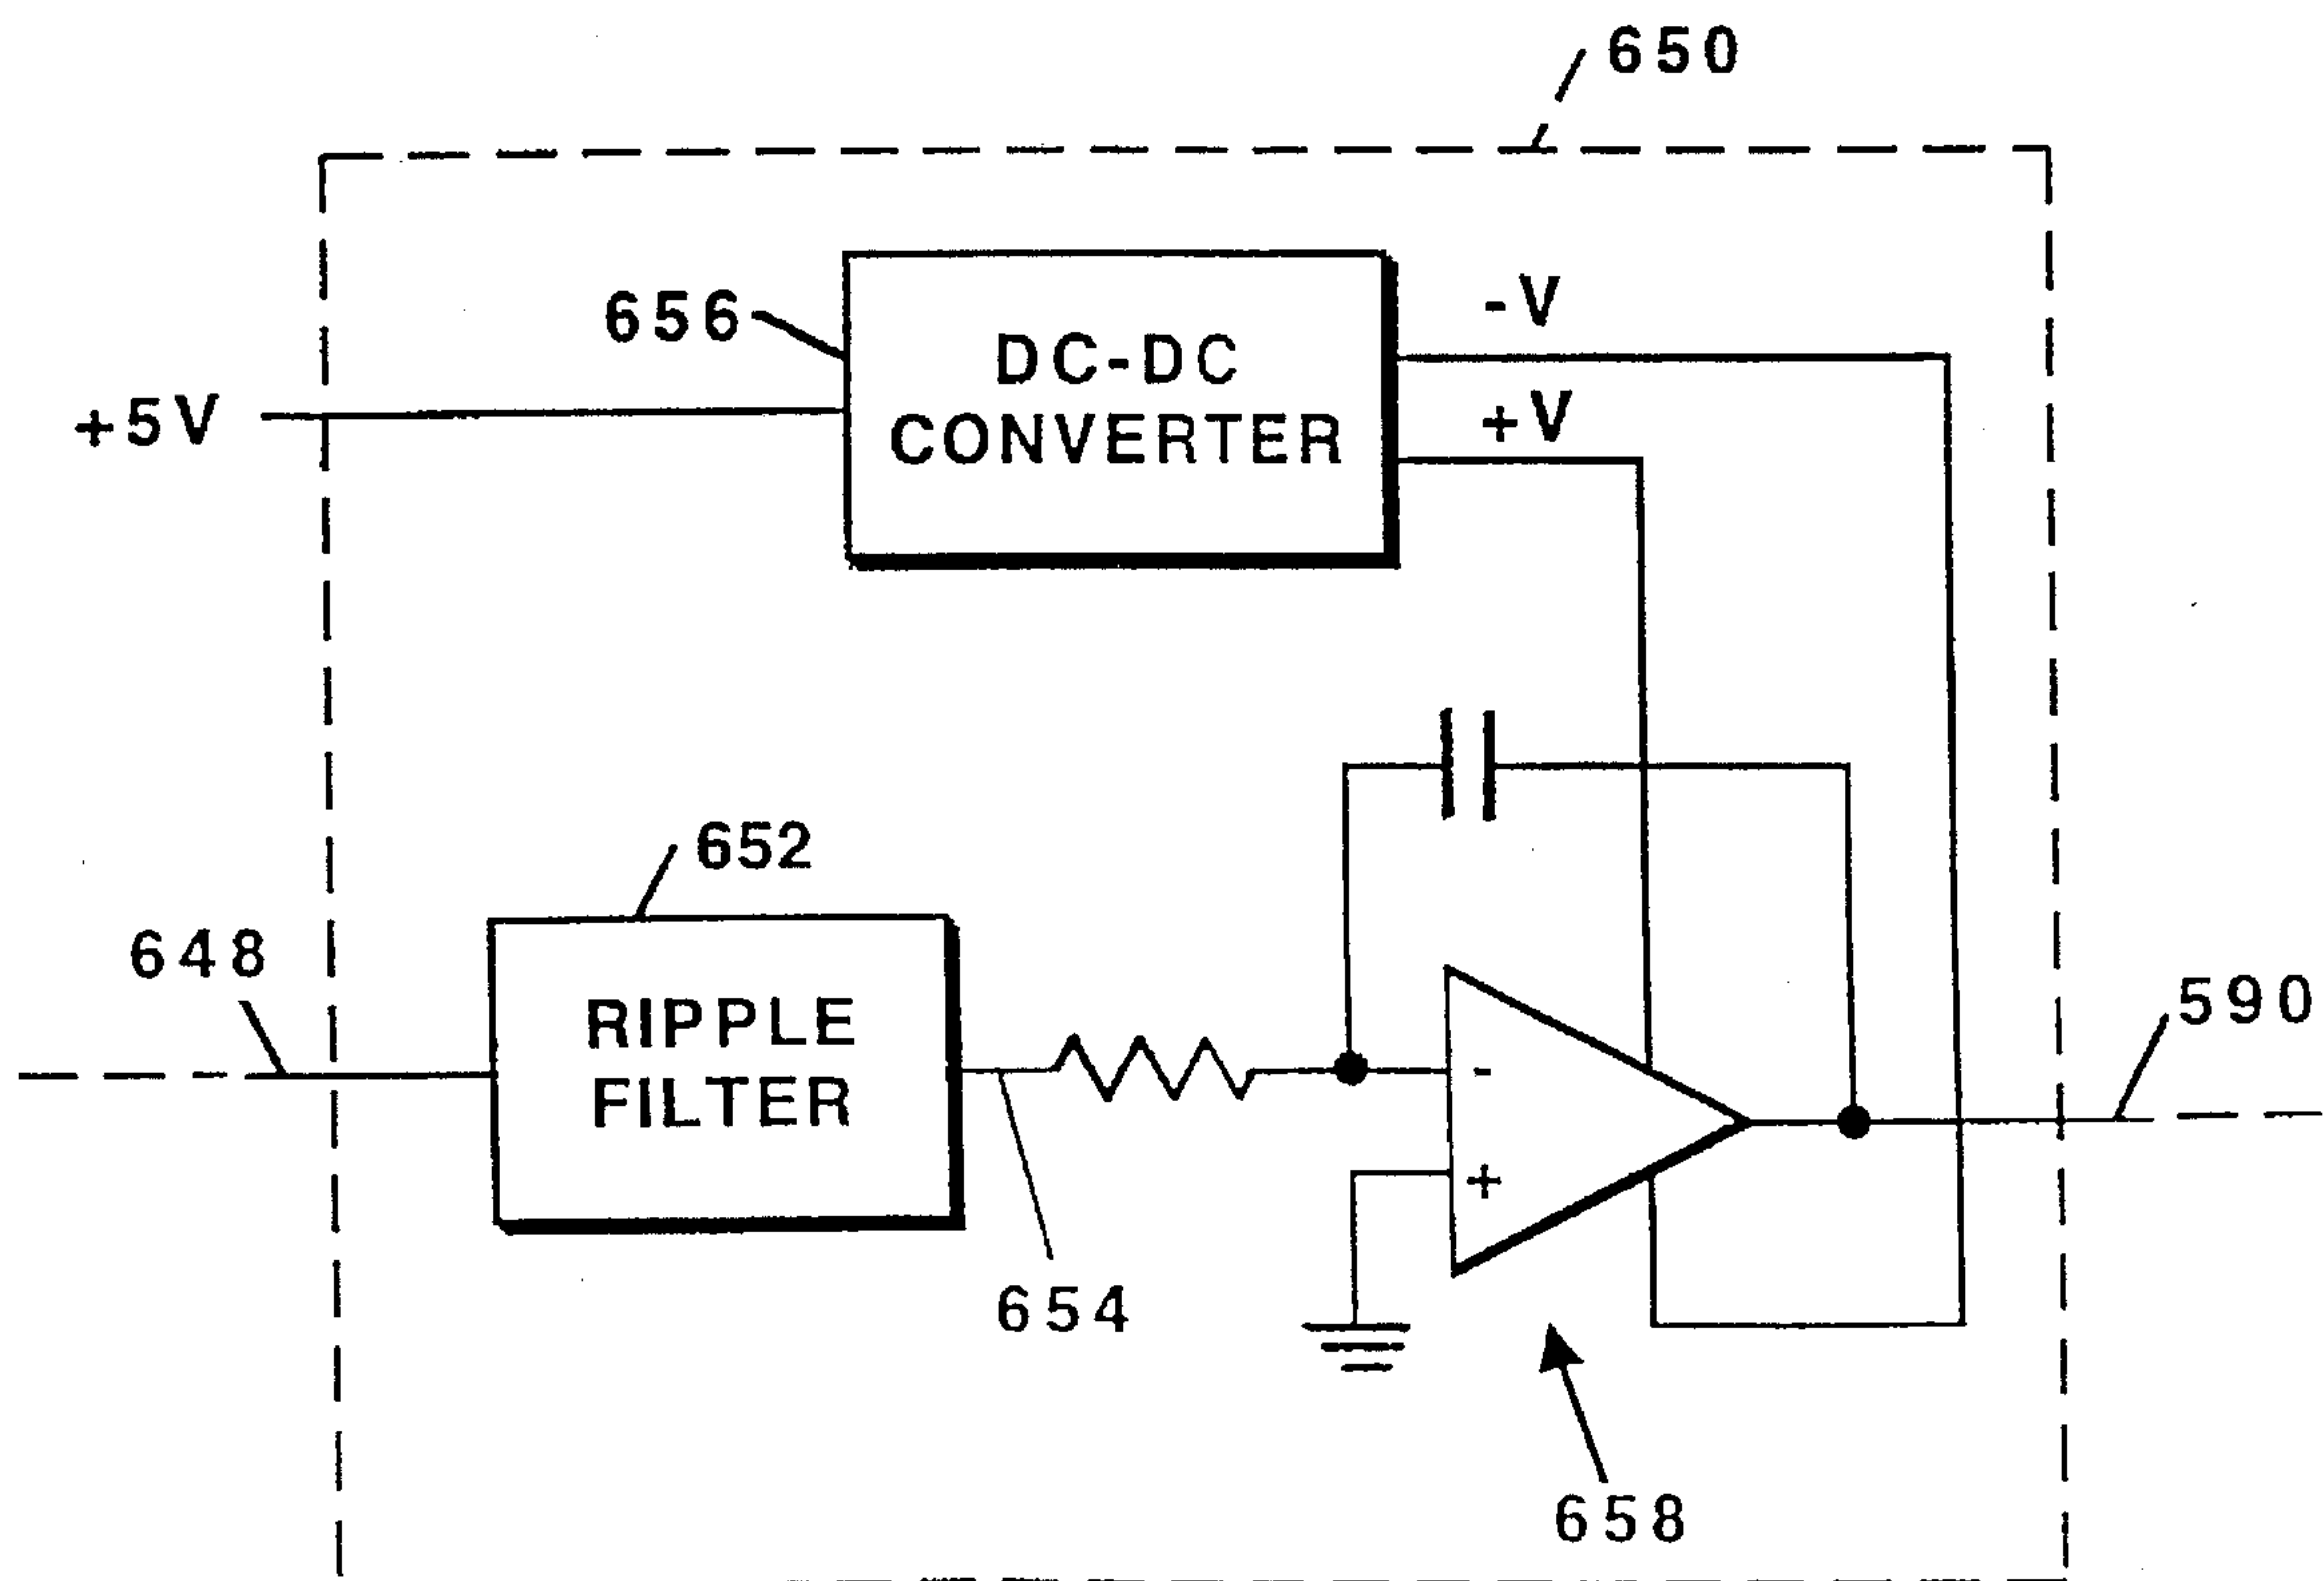 650
656
DC-DC
CONVERTER
-V
+V
+5V
652
648
RIPPLE
FILTER
-
+
590
654
658